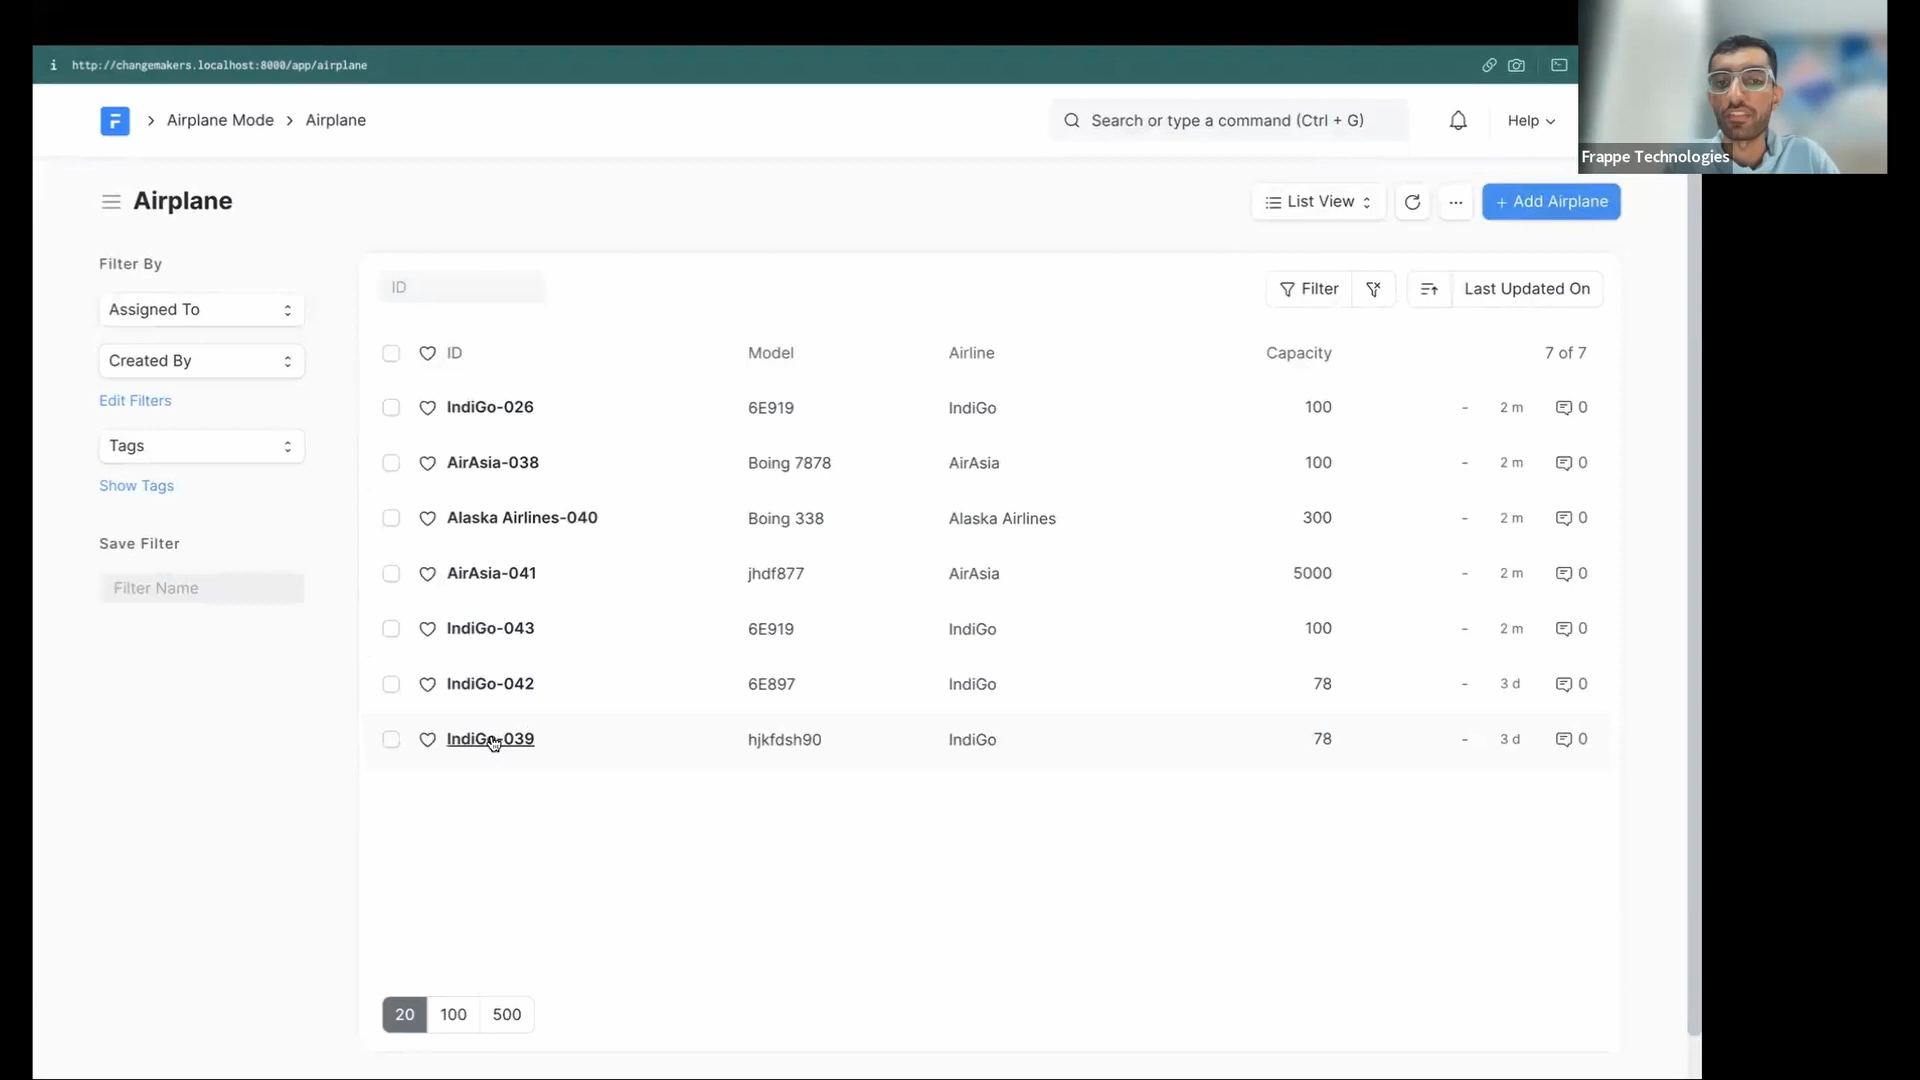 http://changemakers.localhost:8000/app/airplane
Frappe Technologies
Airplane Mode Airplane
Search or type a command (Ctrl + G)
Help
Airplane
List View
...
+ Add Airplane
Filter By
Assigned To
Created By
Edit Filters
Tags
Show Tags
Save Filter
Filter Name
ID
Filter
Last Updated On
ID Model Airline Capacity 7 of 7
IndiGo-026 6E919 IndiGo 100 - 2 m 0
AirAsia-038 Boing 7878 AirAsia 100 - 2 m 0
Alaska Airlines-040 Boing 338 Alaska Airlines 300 - 2 m 0
AirAsia-041 jhdf877 AirAsia 5000 - 2 m 0
IndiGo-043 6E919 IndiGo 100 - 2 m 0
IndiGo-042 6E897 IndiGo 78 - 3 d 0
IndiGo-039 hjkfdsh90 IndiGo 78 - 3 d 0
20 100 500